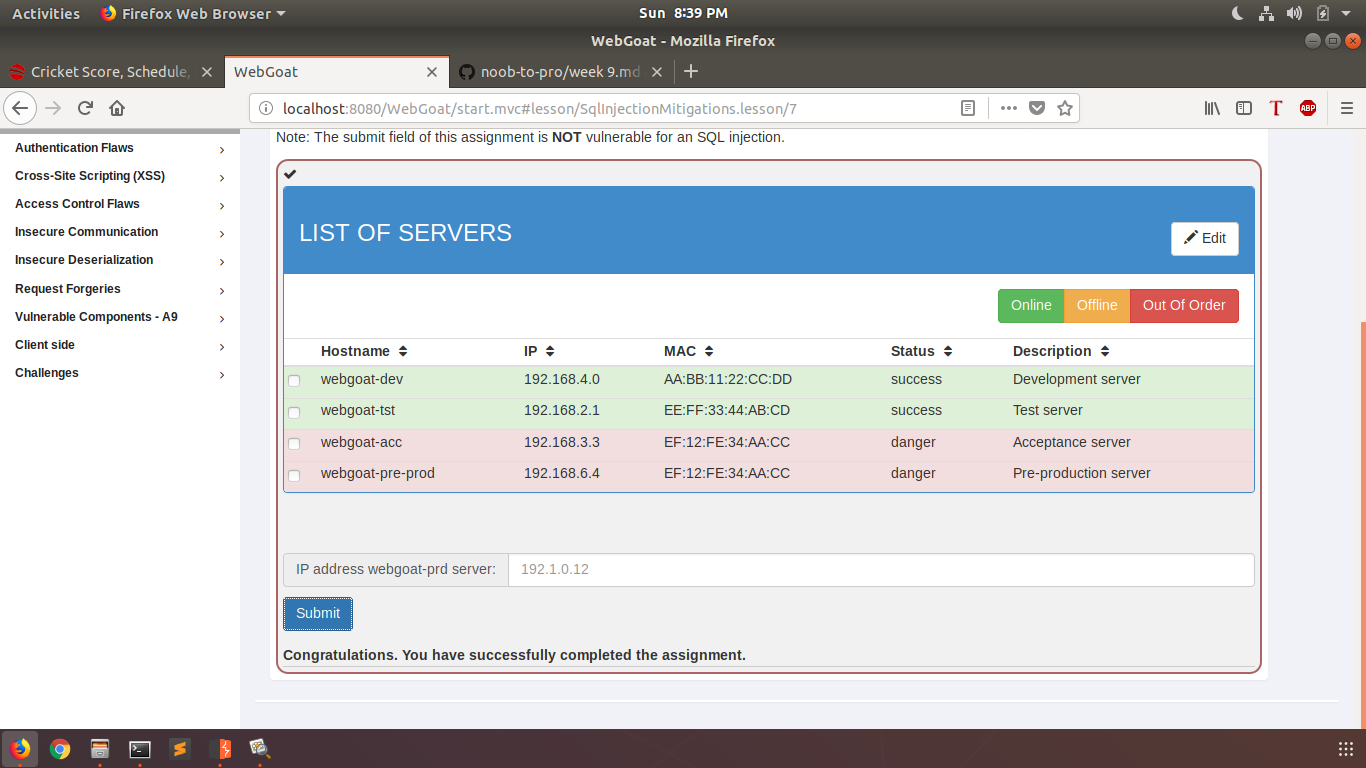 Activities Firefox Web Browser Sun 8:39 PM
WebGoat - Mozilla Firefox
Cricket Score, Schedule, WebGoat noob-to-pro/week 9.md
localhost:8080/WebGoat/start.mvc#lesson/SqlInjectionMitigations.lesson/7
T ABP
Authentication Flaws
Cross-Site Scripting (XSS)
Access Control Flaws
Insecure Communication
Insecure Deserialization
Request Forgeries
Vulnerable Components - A9
Client side
Challenges
Note: The submit field of this assignment is NOT vulnerable for an SQL injection.
LIST OF SERVERS
Edit
Online Offline Out Of Order
Hostname IP MAC Status Description
webgoat-dev 192.168.4.0 AA:BB:11:22:CC:DD success Development server
webgoat-tst 192.168.2.1 EE:FF:33:44:AB:CD success Test server
webgoat-acc 192.168.3.3 EF:12:FE:34:AA:CC danger Acceptance server
webgoat-pre-prod 192.168.6.4 EF:12:FE:34:AA:CC danger Pre-production server
IP address webgoat-prd server: 192.1.0.12
Submit
Congratulations. You have successfully completed the assignment.